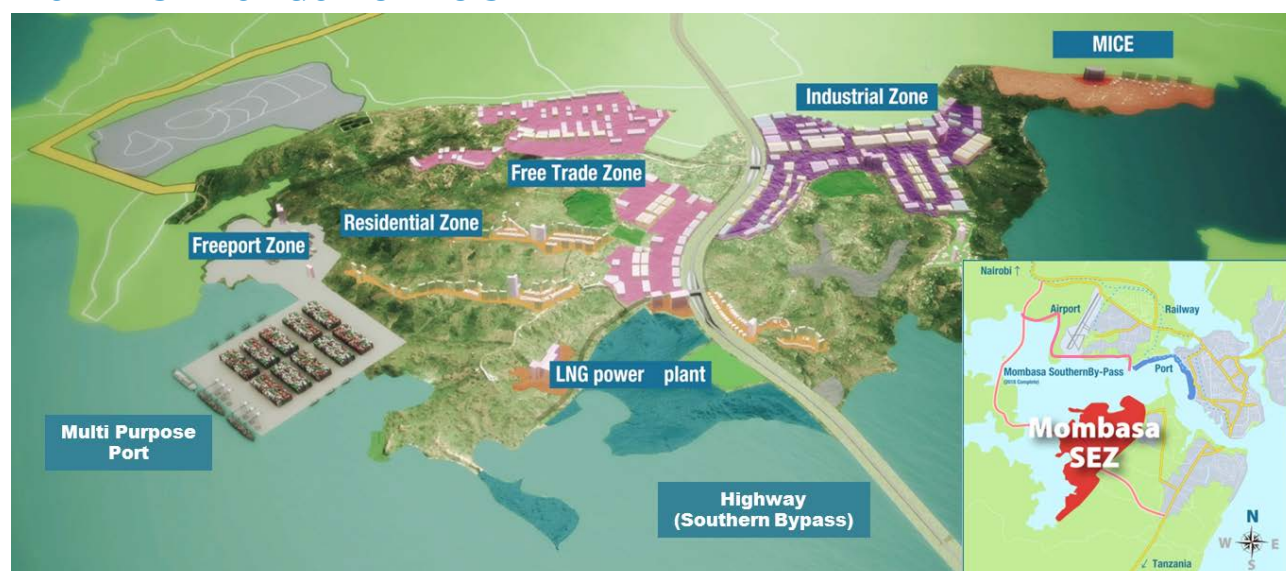 MICE
Industrial Zone
Free Trade Zone
Residential Zone
Freeport Zone
LNG power plant
Multi Purpose
Port
Highway
(Southern Bypass)
Nairobi ↑
Airport
Railway
Mombasa SouthernBy-Pass
Port
Mombasa
SEZ
N
W E
S
↙ Tanzania